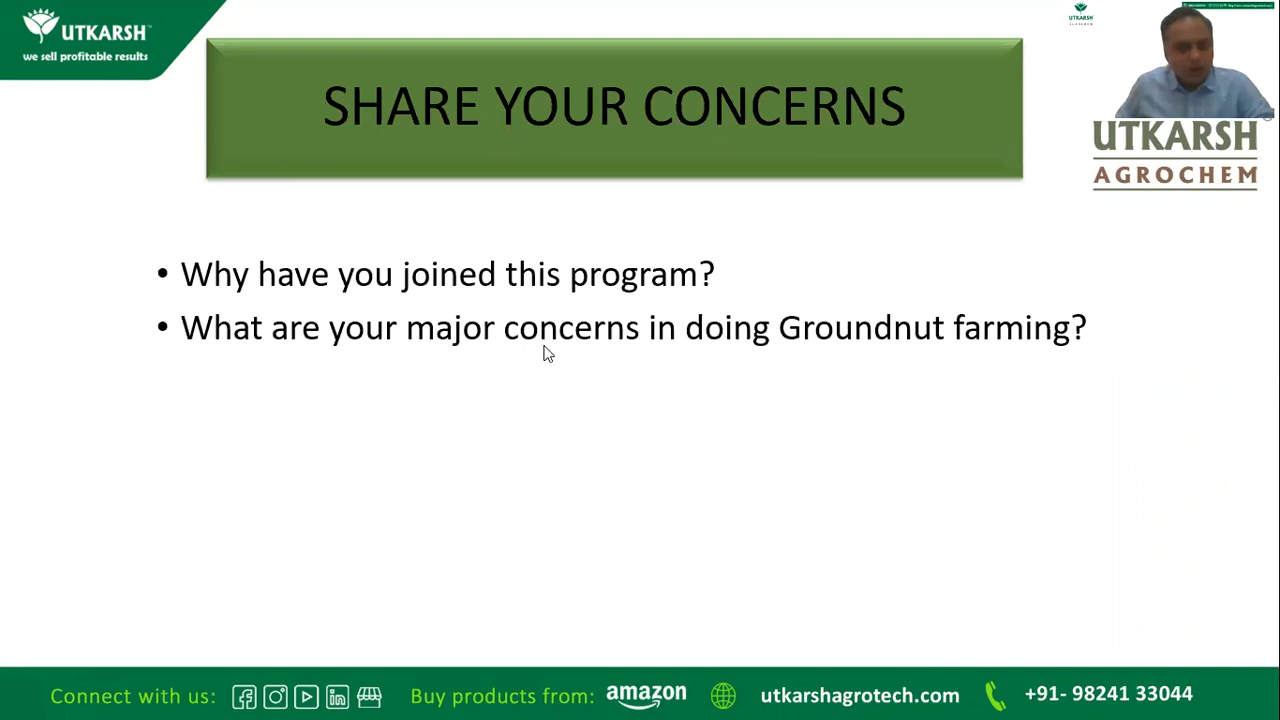 UTKARSH
we sell profitable results
UTKARSH
SHARE YOUR CONCERNS
UTKARSH
AGROCHEM
• Why have you joined this program?
• What are your major concerns in doing Groundnut farming?
Connect with us:
Buy products from:
amazon
utkarshagrotech.com
+91- 98241 33044